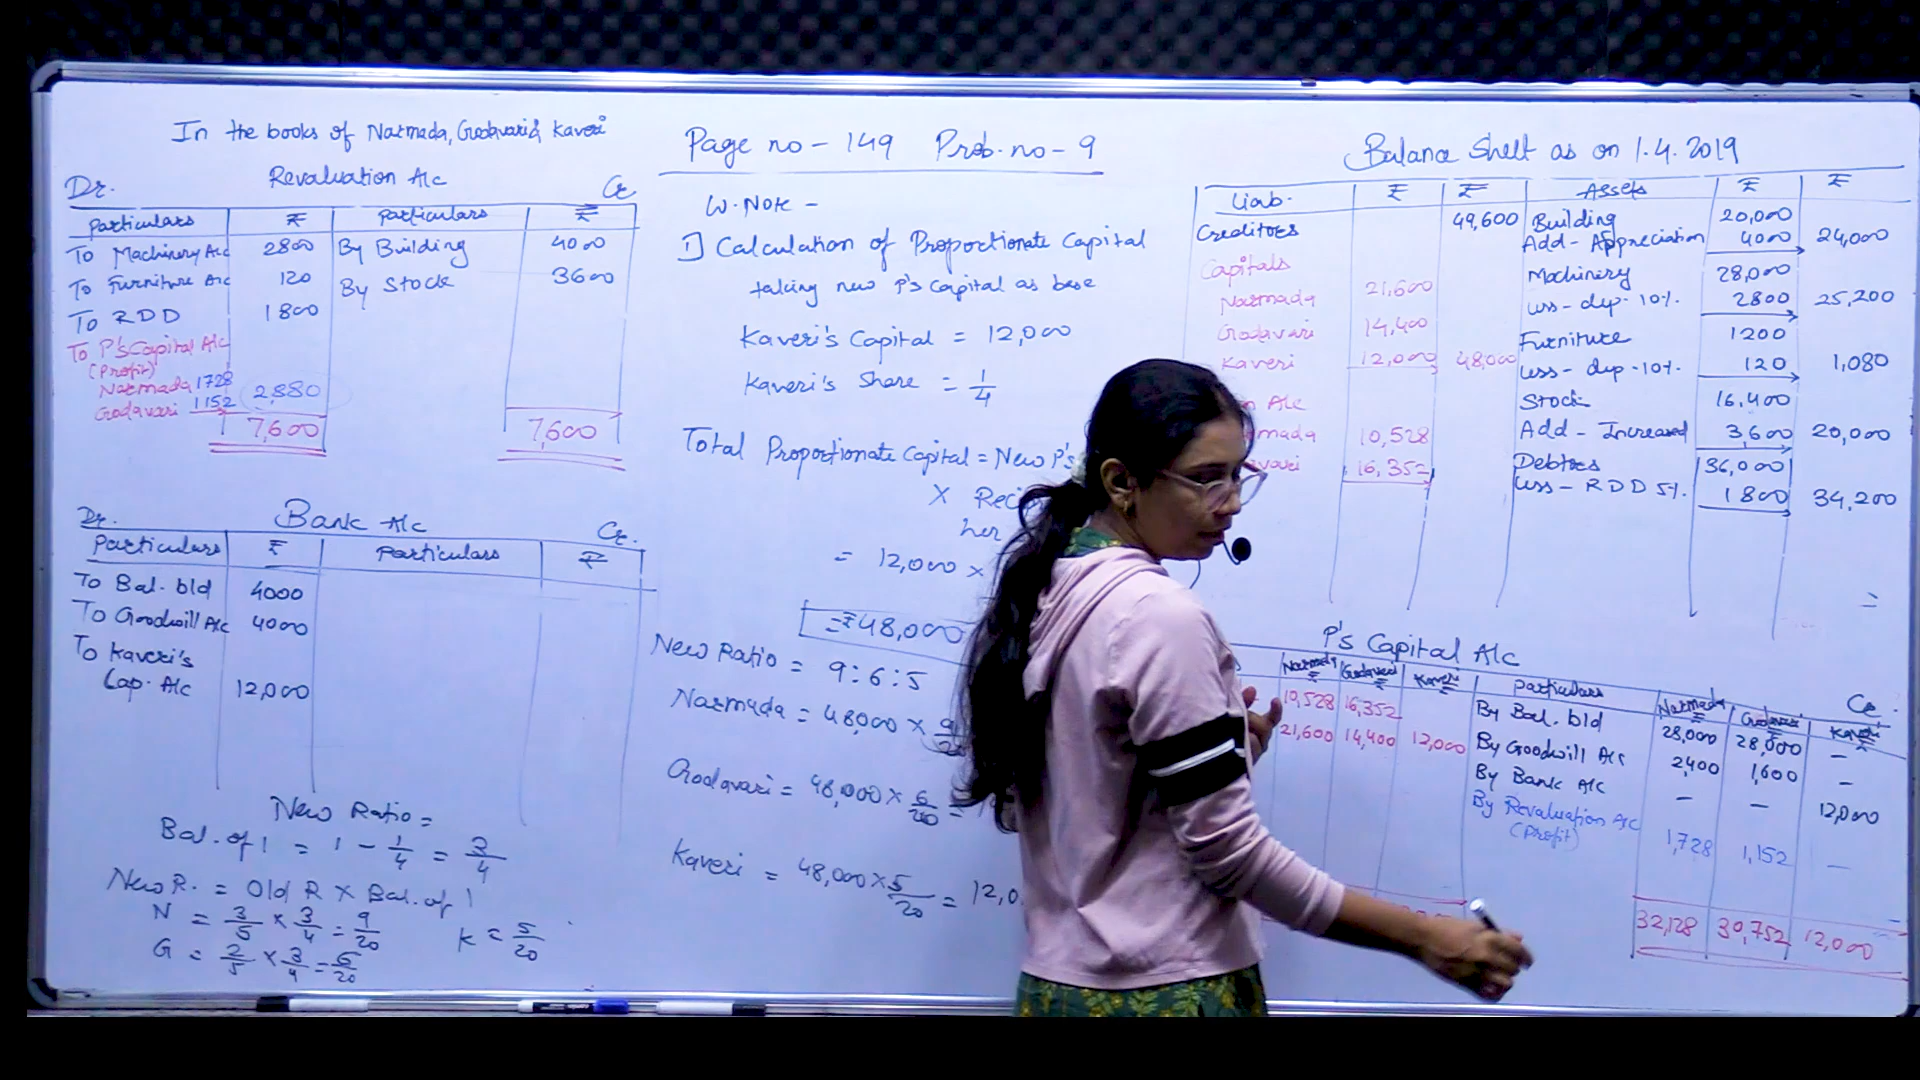 In the books of Narmada, Godavari & Kaveri
Revaluation A/c
Dr. Cr
Particulars ₹ Particulars ₹
To Machinery A/c 2800 By Building 4000
To Furniture A/c 120 By Stock 3600
To RDD 1800
To P's Capital A/c
(Profit)
Narmada 1728
Godavari 1152 2,880
7,600 7,600
Bank A/c
Dr. Cr.
Particulars ₹ Particulars ₹
To Bal. b/d 4000
To Goodwill A/c 4000
To Kaveri's
Cap. A/c 12,000
New Ratio =
Bal. of 1 = 1 - 1/4 = 3/4
New R. = Old R × Bal. of 1
N = 3/5 × 3/4 = 9/20
G = 2/5 × 3/4 = 6/20
K = 5/20
Page no - 149 Prob. no - 9
W. Note -
1] Calculation of Proportionate Capital
taking new P's capital as base
Kaveri's Capital = 12,000
Kaveri's Share = 1/4
Total Proportionate Capital = New P's
×
her
= 12,000 ×
= ₹48,000
New Ratio = 9:6:5
Narmada = 48,000 × 9/20
Godavari = 48,000 × 6/20 =
Kaveri = 48,000 × 5/20 = 12,0
Balance Sheet as on 1.4.2019
Liab. ₹ ₹ Assets ₹ ₹
Creditors 49,600 Building 20,000
Add - Appreciation 4000 24,000
Capitals Machinery 28,000
Narmada 21,600 Less - dep. 10% 2800 25,200
Godavari 14,400 Furniture 1200
Kaveri 12,000 48,000 Less - dep. 10% 120 1,080
A/c Stock 16,400
mada 10,528 Add - Increased 3,600 20,000
vari 16,352 Debtors 36,000
Less - RDD 5% 1800 34,200
P's Capital A/c
Cr.
Narmada ₹ Godavari ₹ Kaveri ₹ Particulars Narmada ₹ Godavari ₹ Kaveri ₹
10,528 16,352 By Bal. b/d 28,000 28,000 -
21,600 14,400 12,000 By Goodwill A/c 2,400 1,600 -
By Bank A/c - - 12,000
By Revaluation A/c
(Profit) 1,728 1,152 -
32,128 30,752 12,000